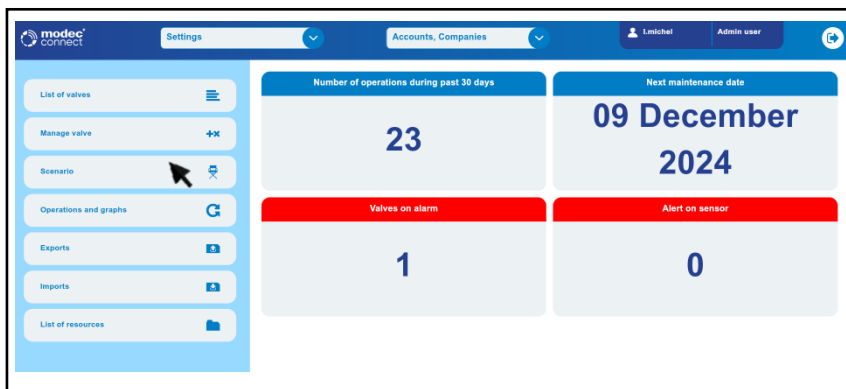 modec
connect
Settings
Accounts, Companies
l.michel
Admin user
List of valves
Manage valve
Scenario
Operations and graphs
Exports
Imports
List of resources
Number of operations during past 30 days
23
Next maintenance date
09 December
2024
Valves on alarm
1
Alert on sensor
0